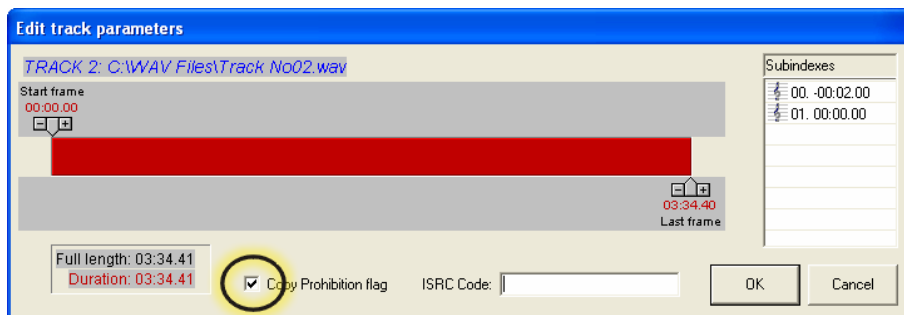 Edit track parameters
TRACK 2: C:\WAV Files\Track No02.wav
Start frame
00:00.00
03:34.40
Last frame
Full length: 03:34.41
Duration: 03:34.41
Copy Prohibition flag
ISRC Code:
Subindexes
00. -00:02.00
01. 00:00.00
OK
Cancel